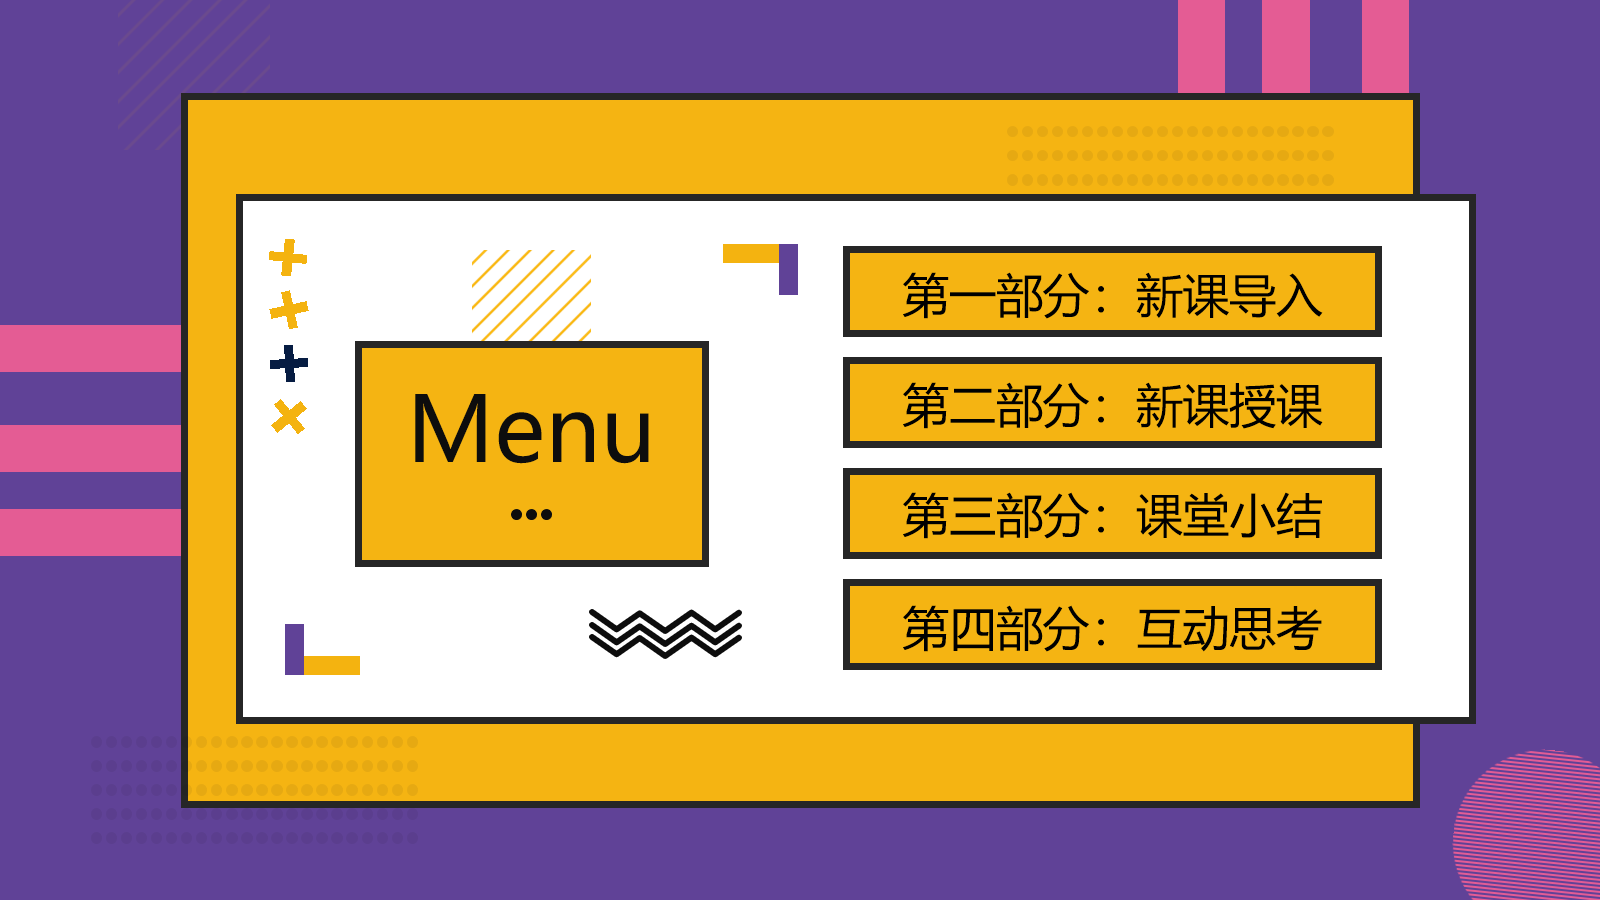 Menu
第一部分：新课导入
第二部分：新课授课
第三部分：课堂小结
第四部分：互动思考